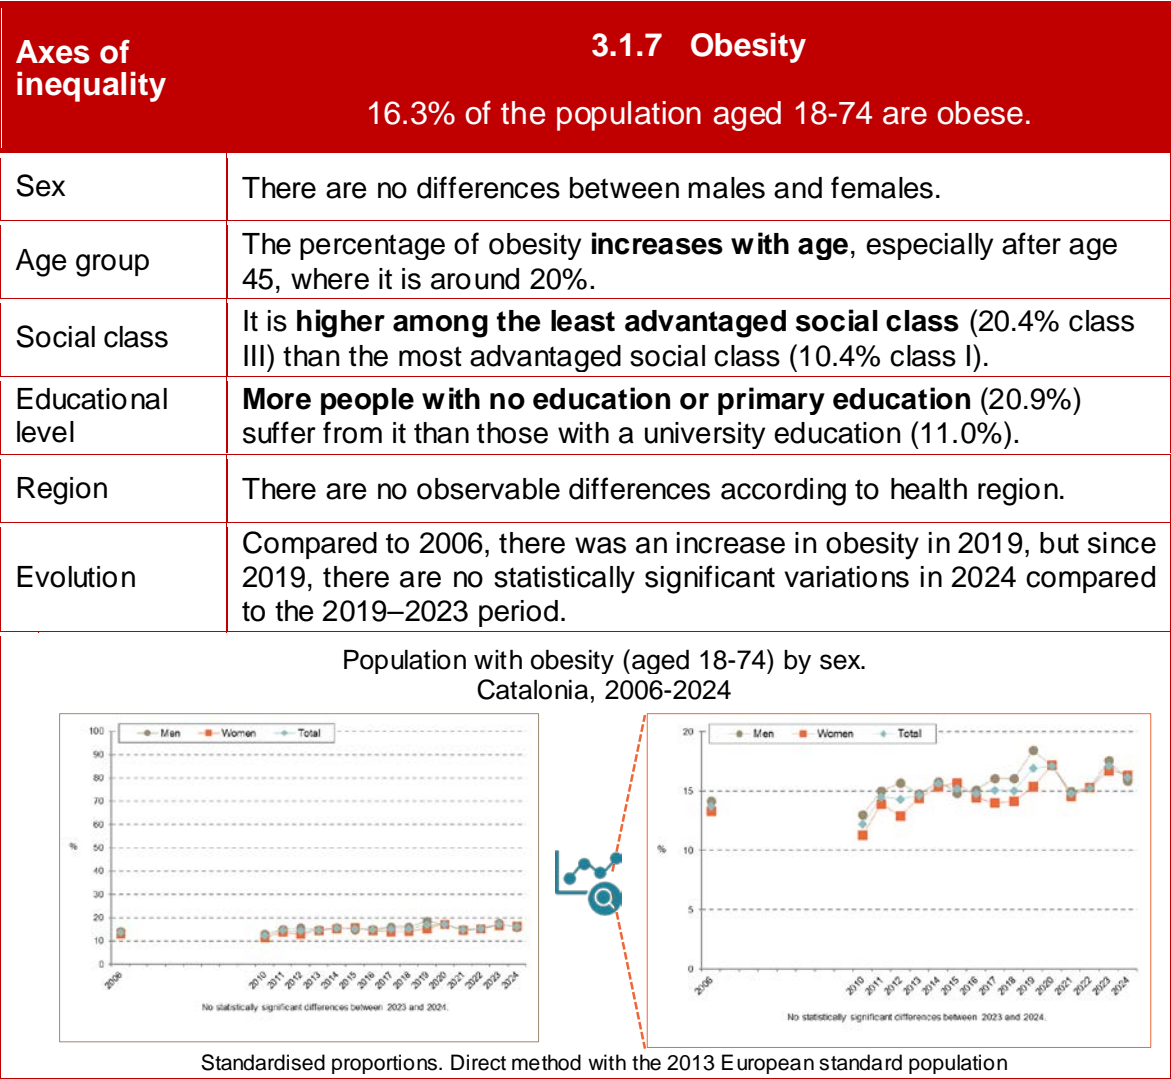 Axes of
inequality
3.1.7 Obesity
16.3% of the population aged 18-74 are obese.
Sex
There are no differences between males and females.
Age group
The percentage of obesity increases with age, especially after age
45, where it is around 20%.
Social class
It is higher among the least advantaged social class (20.4% class
III) than the most advantaged social class (10.4% class I).
Educational
level
More people with no education or primary education (20.9%)
suffer from it than those with a university education (11.0%).
Region
There are no observable differences according to health region.
Evolution
Compared to 2006, there was an increase in obesity in 2019, but since
2019, there are no statistically significant variations in 2024 compared
to the 2019–2023 period.
Population with obesity (aged 18-74) by sex.
Catalonia, 2006-2024
Men Women Total
100
90
80
70
60
50
40
30
20
10
0
%
2006 2010 2011 2012 2013 2014 2015 2016 2017 2018 2019 2020 2021 2022 2023 2024
No statistically significant differences between 2023 and 2024.
Men Women Total
20
15
10
5
0
%
2006 2010 2011 2012 2013 2014 2015 2016 2017 2018 2019 2020 2021 2022 2023 2024
No statistically significant differences between 2023 and 2024.
Standardised proportions. Direct method with the 2013 European standard population